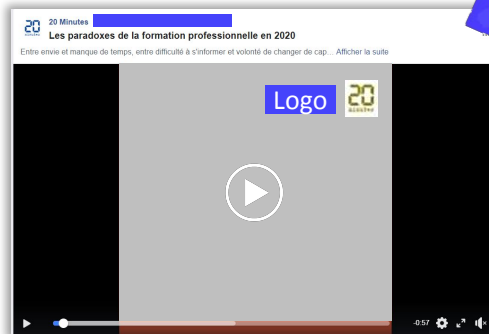 20 Minutes
Les paradoxes de la formation professionnelle en 2020
Entre envie et manque de temps, entre difficulté à s'informer et volonté de changer de cap... Afficher la suite
Logo
20
minutes
-0:57